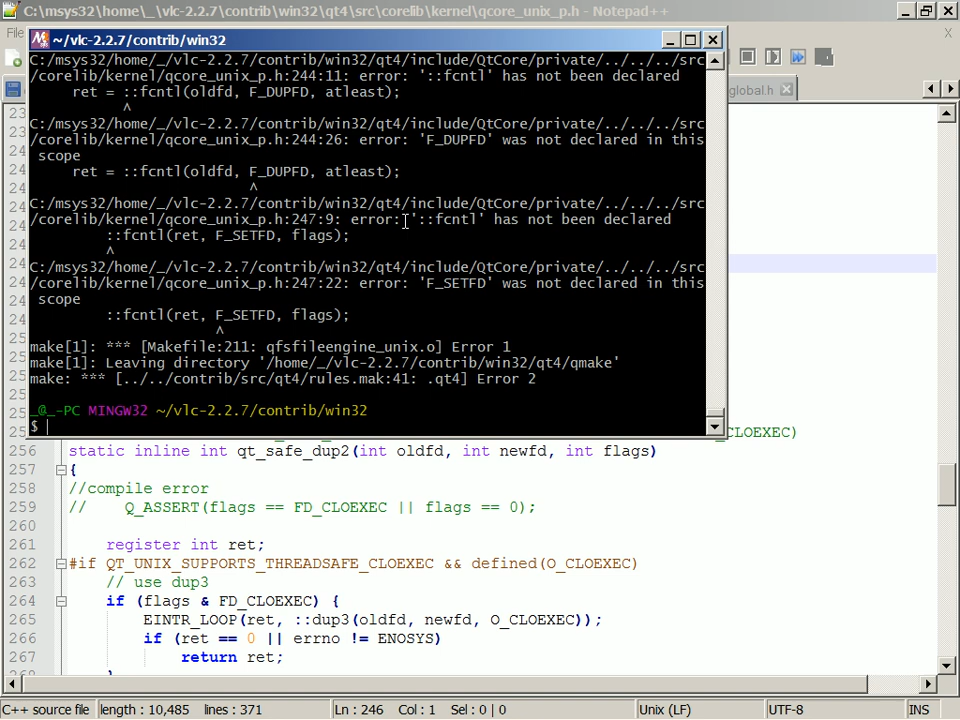 C:\msys32\home\_\vlc-2.2.7\contrib\win32\qt4\src\corelib\kernel\qcore_unix_p.h - Notepad++
~/vlc-2.2.7/contrib/win32
C:/msys32/home/_/vlc-2.2.7/contrib/win32/qt4/include/QtCore/private/../../../src
/corelib/kernel/qcore_unix_p.h:244:11: error: '::fcntl' has not been declared
ret = ::fcntl(oldfd, F_DUPFD, atleast);
^
C:/msys32/home/_/vlc-2.2.7/contrib/win32/qt4/include/QtCore/private/../../../src
/corelib/kernel/qcore_unix_p.h:244:26: error: 'F_DUPFD' was not declared in this
scope
ret = ::fcntl(oldfd, F_DUPFD, atleast);
^
C:/msys32/home/_/vlc-2.2.7/contrib/win32/qt4/include/QtCore/private/../../../src
/corelib/kernel/qcore_unix_p.h:247:9: error: '::fcntl' has not been declared
::fcntl(ret, F_SETFD, flags);
^
C:/msys32/home/_/vlc-2.2.7/contrib/win32/qt4/include/QtCore/private/../../../src
/corelib/kernel/qcore_unix_p.h:247:22: error: 'F_SETFD' was not declared in this
scope
::fcntl(ret, F_SETFD, flags);
^
make[1]: *** [Makefile:211: qfsfileengine_unix.o] Error 1
make[1]: Leaving directory '/home/_/vlc-2.2.7/contrib/win32/qt4/qmake'
make: *** [../../contrib/src/qt4/rules.mak:41: .qt4] Error 2
_@_-PC MINGW32 ~/vlc-2.2.7/contrib/win32
$
File
global.h
_CLOEXEC)
256 static inline int qt_safe_dup2(int oldfd, int newfd, int flags)
257 {
258 //compile error
259 // Q_ASSERT(flags == FD_CLOEXEC || flags == 0);
260
261 register int ret;
262 #if QT_UNIX_SUPPORTS_THREADSAFE_CLOEXEC && defined(O_CLOEXEC)
263 // use dup3
264 if (flags & FD_CLOEXEC) {
265 EINTR_LOOP(ret, ::dup3(oldfd, newfd, O_CLOEXEC));
266 if (ret == 0 || errno != ENOSYS)
267 return ret;
C++ source file length : 10,485 lines : 371 Ln : 246 Col : 1 Sel : 0 | 0 Unix (LF) UTF-8 INS